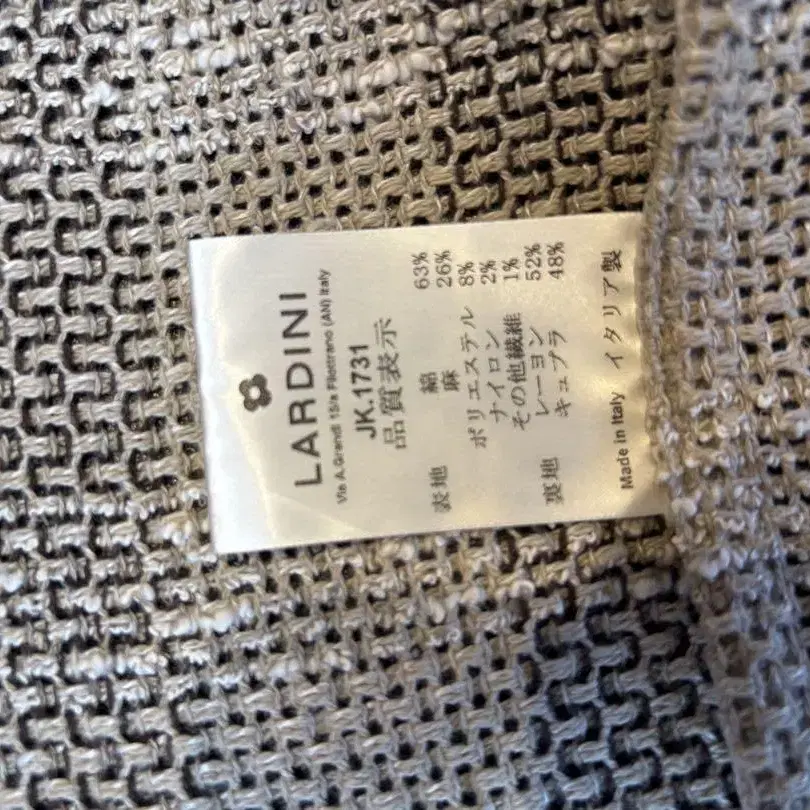 LARDINI
Via A.Grandi 15/a Filottrano (AN) Italy
JK.1731
品質表示
表地 綿 63%
麻 26%
ポリエステル 8%
ナイロン 2%
その他繊維 1%
裏地 レーヨン 52%
キュプラ 48%
Made in Italy イタリア製